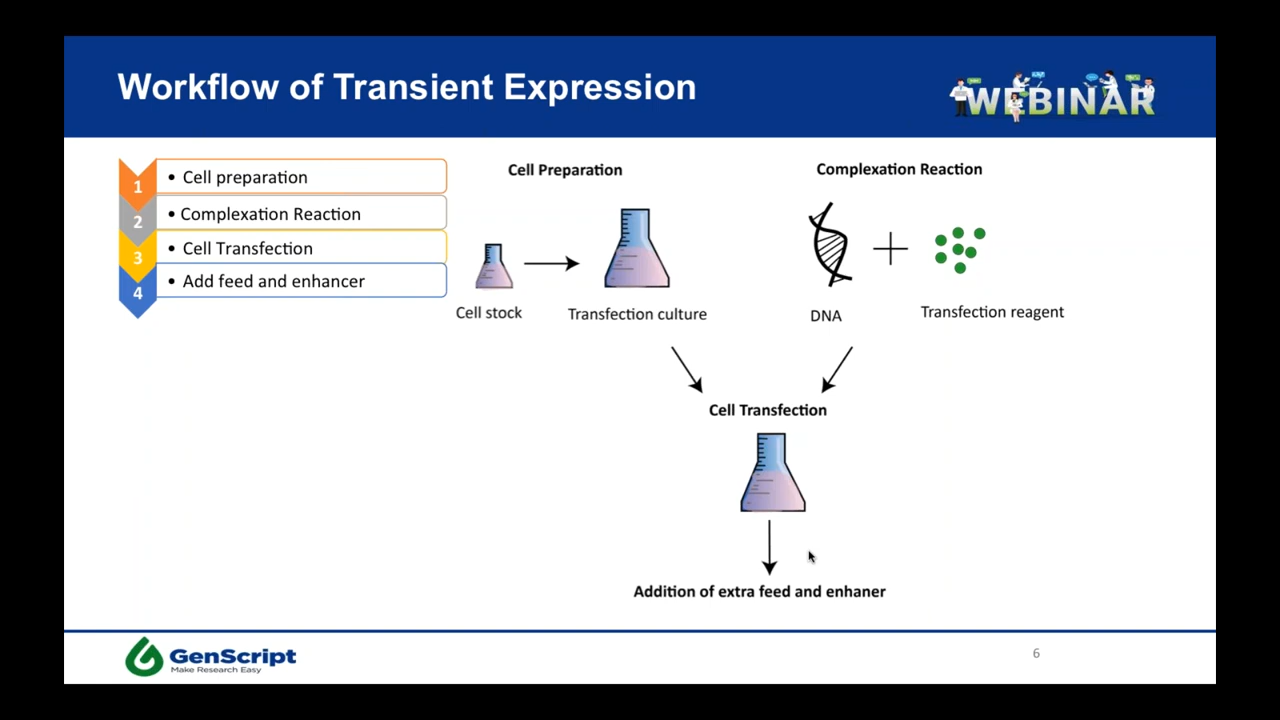 Workflow of Transient Expression
WEBINAR
1
• Cell preparation
2
• Complexation Reaction
3
• Cell Transfection
4
• Add feed and enhancer
Cell Preparation
Cell stock
Transfection culture
Complexation Reaction
DNA
Transfection reagent
Cell Transfection
Addition of extra feed and enhaner
GenScript
Make Research Easy
6